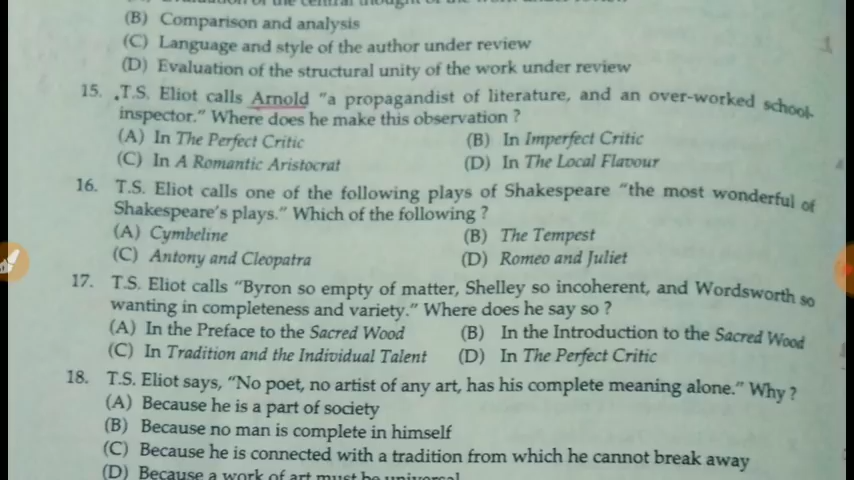 (B) Comparison and analysis
(C) Language and style of the author under review
(D) Evaluation of the structural unity of the work under review
15. T.S. Eliot calls Arnold "a propagandist of literature, and an over-worked school-
inspector." Where does he make this observation ?
(A) In The Perfect Critic (B) In Imperfect Critic
(C) In A Romantic Aristocrat (D) In The Local Flavour
16. T.S. Eliot calls one of the following plays of Shakespeare "the most wonderful of
Shakespeare's plays." Which of the following ?
(A) Cymbeline (B) The Tempest
(C) Antony and Cleopatra (D) Romeo and Juliet
17. T.S. Eliot calls "Byron so empty of matter, Shelley so incoherent, and Wordsworth so
wanting in completeness and variety." Where does he say so ?
(A) In the Preface to the Sacred Wood (B) In the Introduction to the Sacred Wood
(C) In Tradition and the Individual Talent (D) In The Perfect Critic
18. T.S. Eliot says, "No poet, no artist of any art, has his complete meaning alone." Why ?
(A) Because he is a part of society
(B) Because no man is complete in himself
(C) Because he is connected with a tradition from which he cannot break away
(D) Because a work of art must be universal